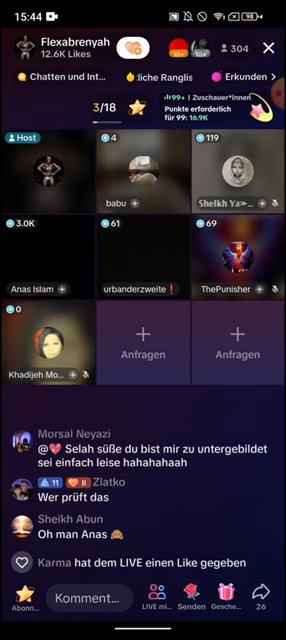 15:44
98
Flexabrenyah
12.6K Likes
304
Chatten und Int...
:liche Ranglis
Erkunden
3/18
99+ | Zuschauer*innen
Punkte erforderlich
für 99: 16.9K
Host
4
babu
119
Sheikh Ya»...
3.0K
Anas Islam
61
urbanderzweite❗
69
ThePunisher
0
Khadijeh Mo...
Anfragen
Anfragen
Morsal Neyazi
@💖 Selah süße du bist mir zu untergebildet
sei einfach leise hahahahaah
11
II
Zlatko
Wer prüft das
Sheikh Abun
Oh man Anas 🙈
Karma hat dem LIVE einen Like gegeben
Abonn...
Komment...
LIVE mi...
Senden
Gesche...
26